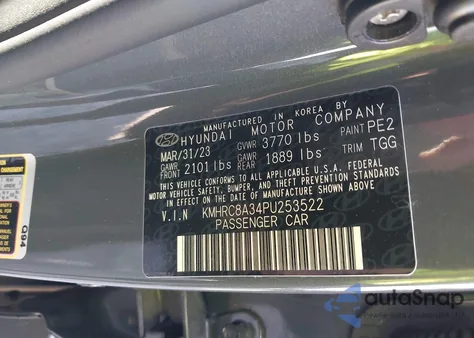 MANUFACTURED IN KOREA BY
HYUNDAI MOTOR COMPANY
MAR/31/23 GVWR 3770 lbs PAINT PE2
GAWR FRONT 2101 lbs GAWR REAR 1889 lbs TRIM TGG
THIS VEHICLE CONFORMS TO ALL APPLICABLE U.S.A. FEDERAL
MOTOR VEHICLE SAFETY, BUMPER, AND THEFT PREVENTION
STANDARDS IN EFFECT ON THE DATE OF MANUFACTURE SHOWN ABOVE.
V.I.N KMHRC8A34PU253522
PASSENGER CAR
Q94
autoSnap